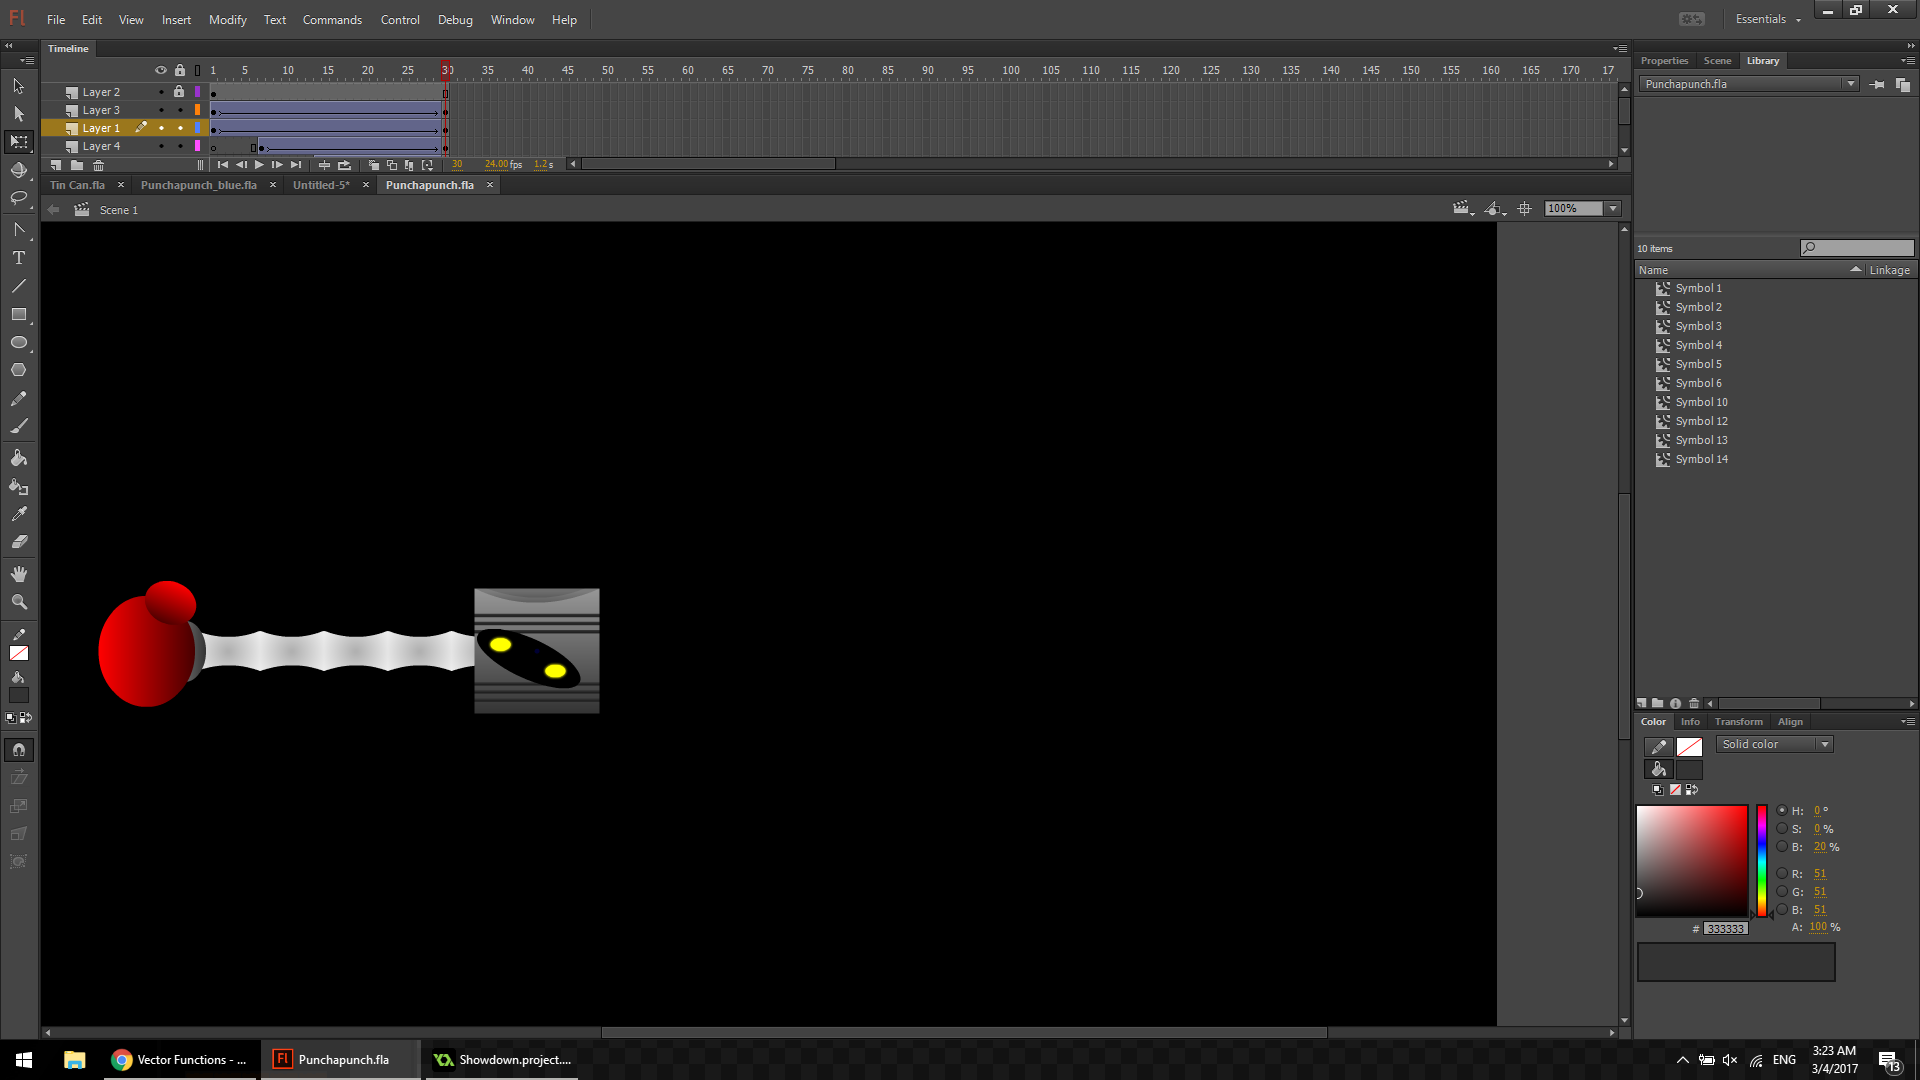 Fl File Edit View Insert Modify Text Commands Control Debug Window Help Essentials
Timeline
1 5 10 15 20 25 30 35 40 45 50 55 60 65 70 75 80 85 90 95 100 105 110 115 120 125 130 135 140 145 150 155 160 165 170 17
Layer 2
Layer 3
Layer 1
Layer 4
30 24.00 fps 1.2 s
Tin Can.fla Punchapunch_blue.fla Untitled-5* Punchapunch.fla
Scene 1 100%
Properties Scene Library
Punchapunch.fla
10 items
Name Linkage
Symbol 1
Symbol 2
Symbol 3
Symbol 4
Symbol 5
Symbol 6
Symbol 10
Symbol 12
Symbol 13
Symbol 14
Color Info Transform Align
Solid color
H: 0 °
S: 0 %
B: 20 %
R: 51
G: 51
B: 51
# 333333 A: 100 %
Vector Functions - ... Fl Punchapunch.fla Showdown.project.... ENG 3:23 AM
3/4/2017 13